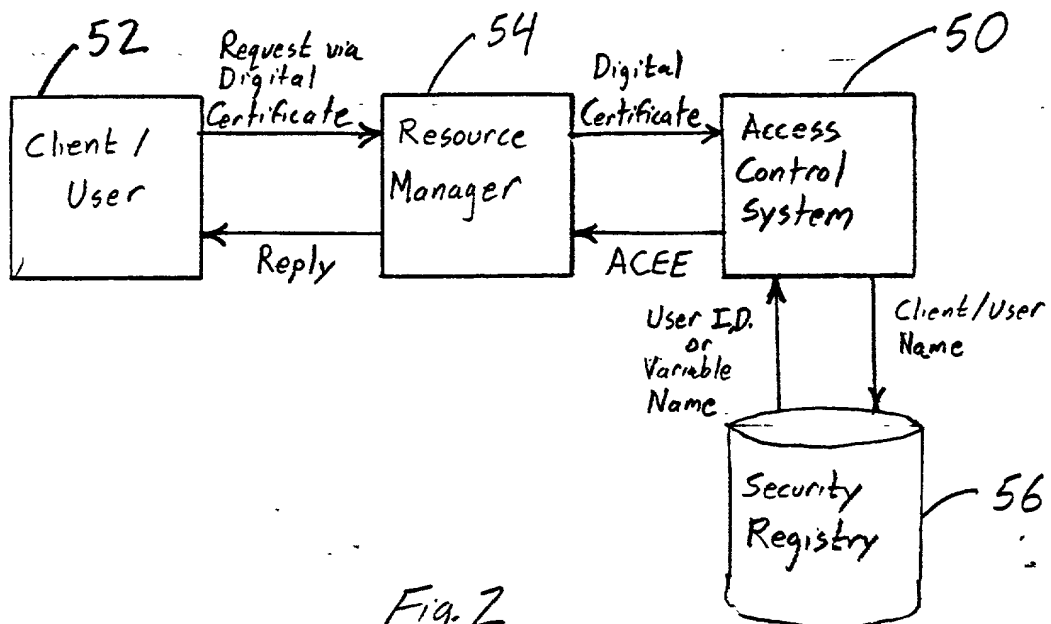 52
Request via
Digital
Certificate
54
Digital
Certificate
50
Client /
User
Resource
Manager
Access
Control
System
Reply
ACEE
User I.D.
or
Variable
Name
Client/User
Name
Security
Registry
56
Fig. 2